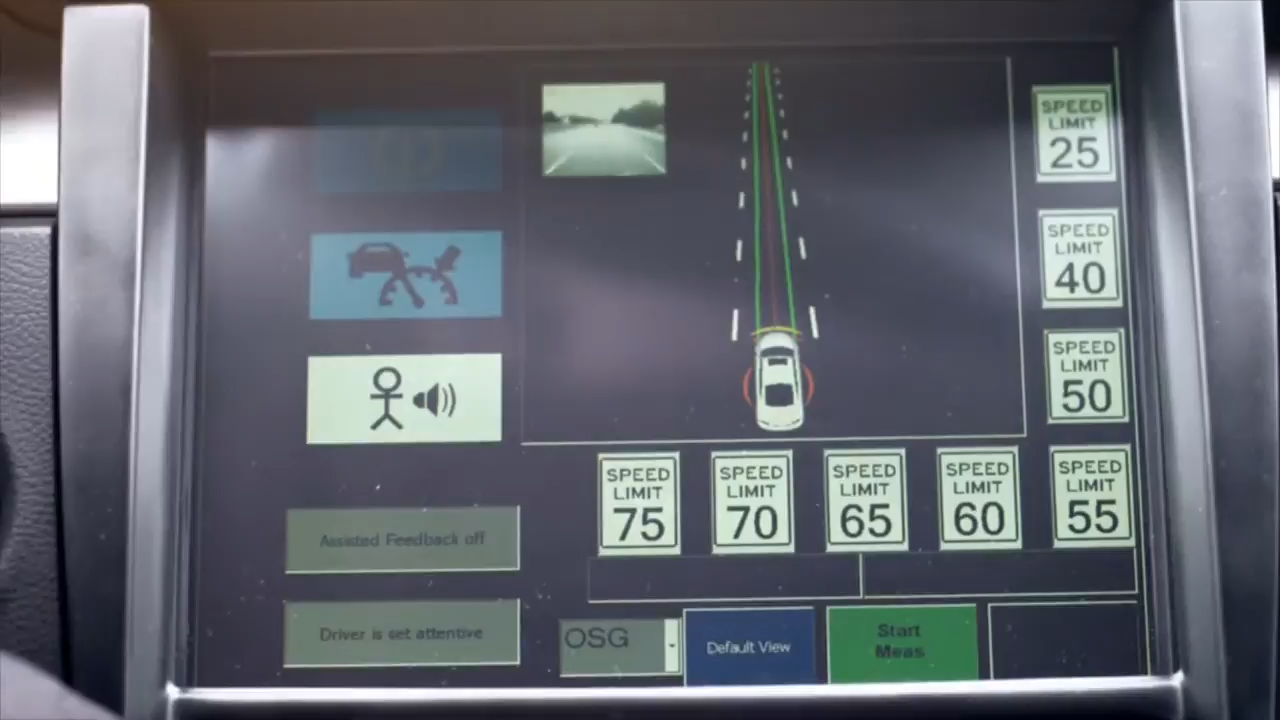 SPEED
LIMIT
25
SPEED
LIMIT
40
SPEED
LIMIT
50
SPEED
LIMIT
75
SPEED
LIMIT
70
SPEED
LIMIT
65
SPEED
LIMIT
60
SPEED
LIMIT
55
Assisted Feedback off
Driver is set attentive
OSG
Default View
Start
Meas